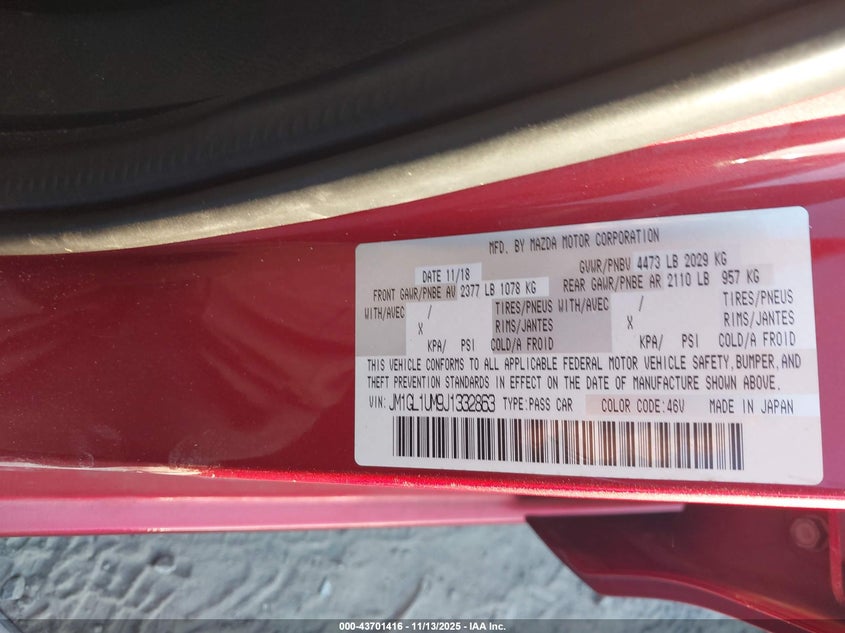 MFD. BY MAZDA MOTOR CORPORATION
DATE 11/18 GVWR/PNBV 4473 LB 2029 KG
FRONT GAWR/PNBE AV 2377 LB 1078 KG REAR GAWR/PNBE AR 2110 LB 957 KG
WITH/AVEC / TIRES/PNEUS WITH/AVEC / TIRES/PNEUS
X RIMS/JANTES X RIMS/JANTES
KPA/ PSI COLD/A FROID KPA/ PSI COLD/A FROID
THIS VEHICLE CONFORMS TO ALL APPLICABLE FEDERAL MOTOR VEHICLE SAFETY, BUMPER, AND
THEFT PREVENTION STANDARDS IN EFFECT ON THE DATE OF MANUFACTURE SHOWN ABOVE.
VIN: JM1GL1UM9J1332863 TYPE:PASS CAR COLOR CODE:46V MADE IN JAPAN
000-43701416 - 11/13/2025 - IAA Inc.